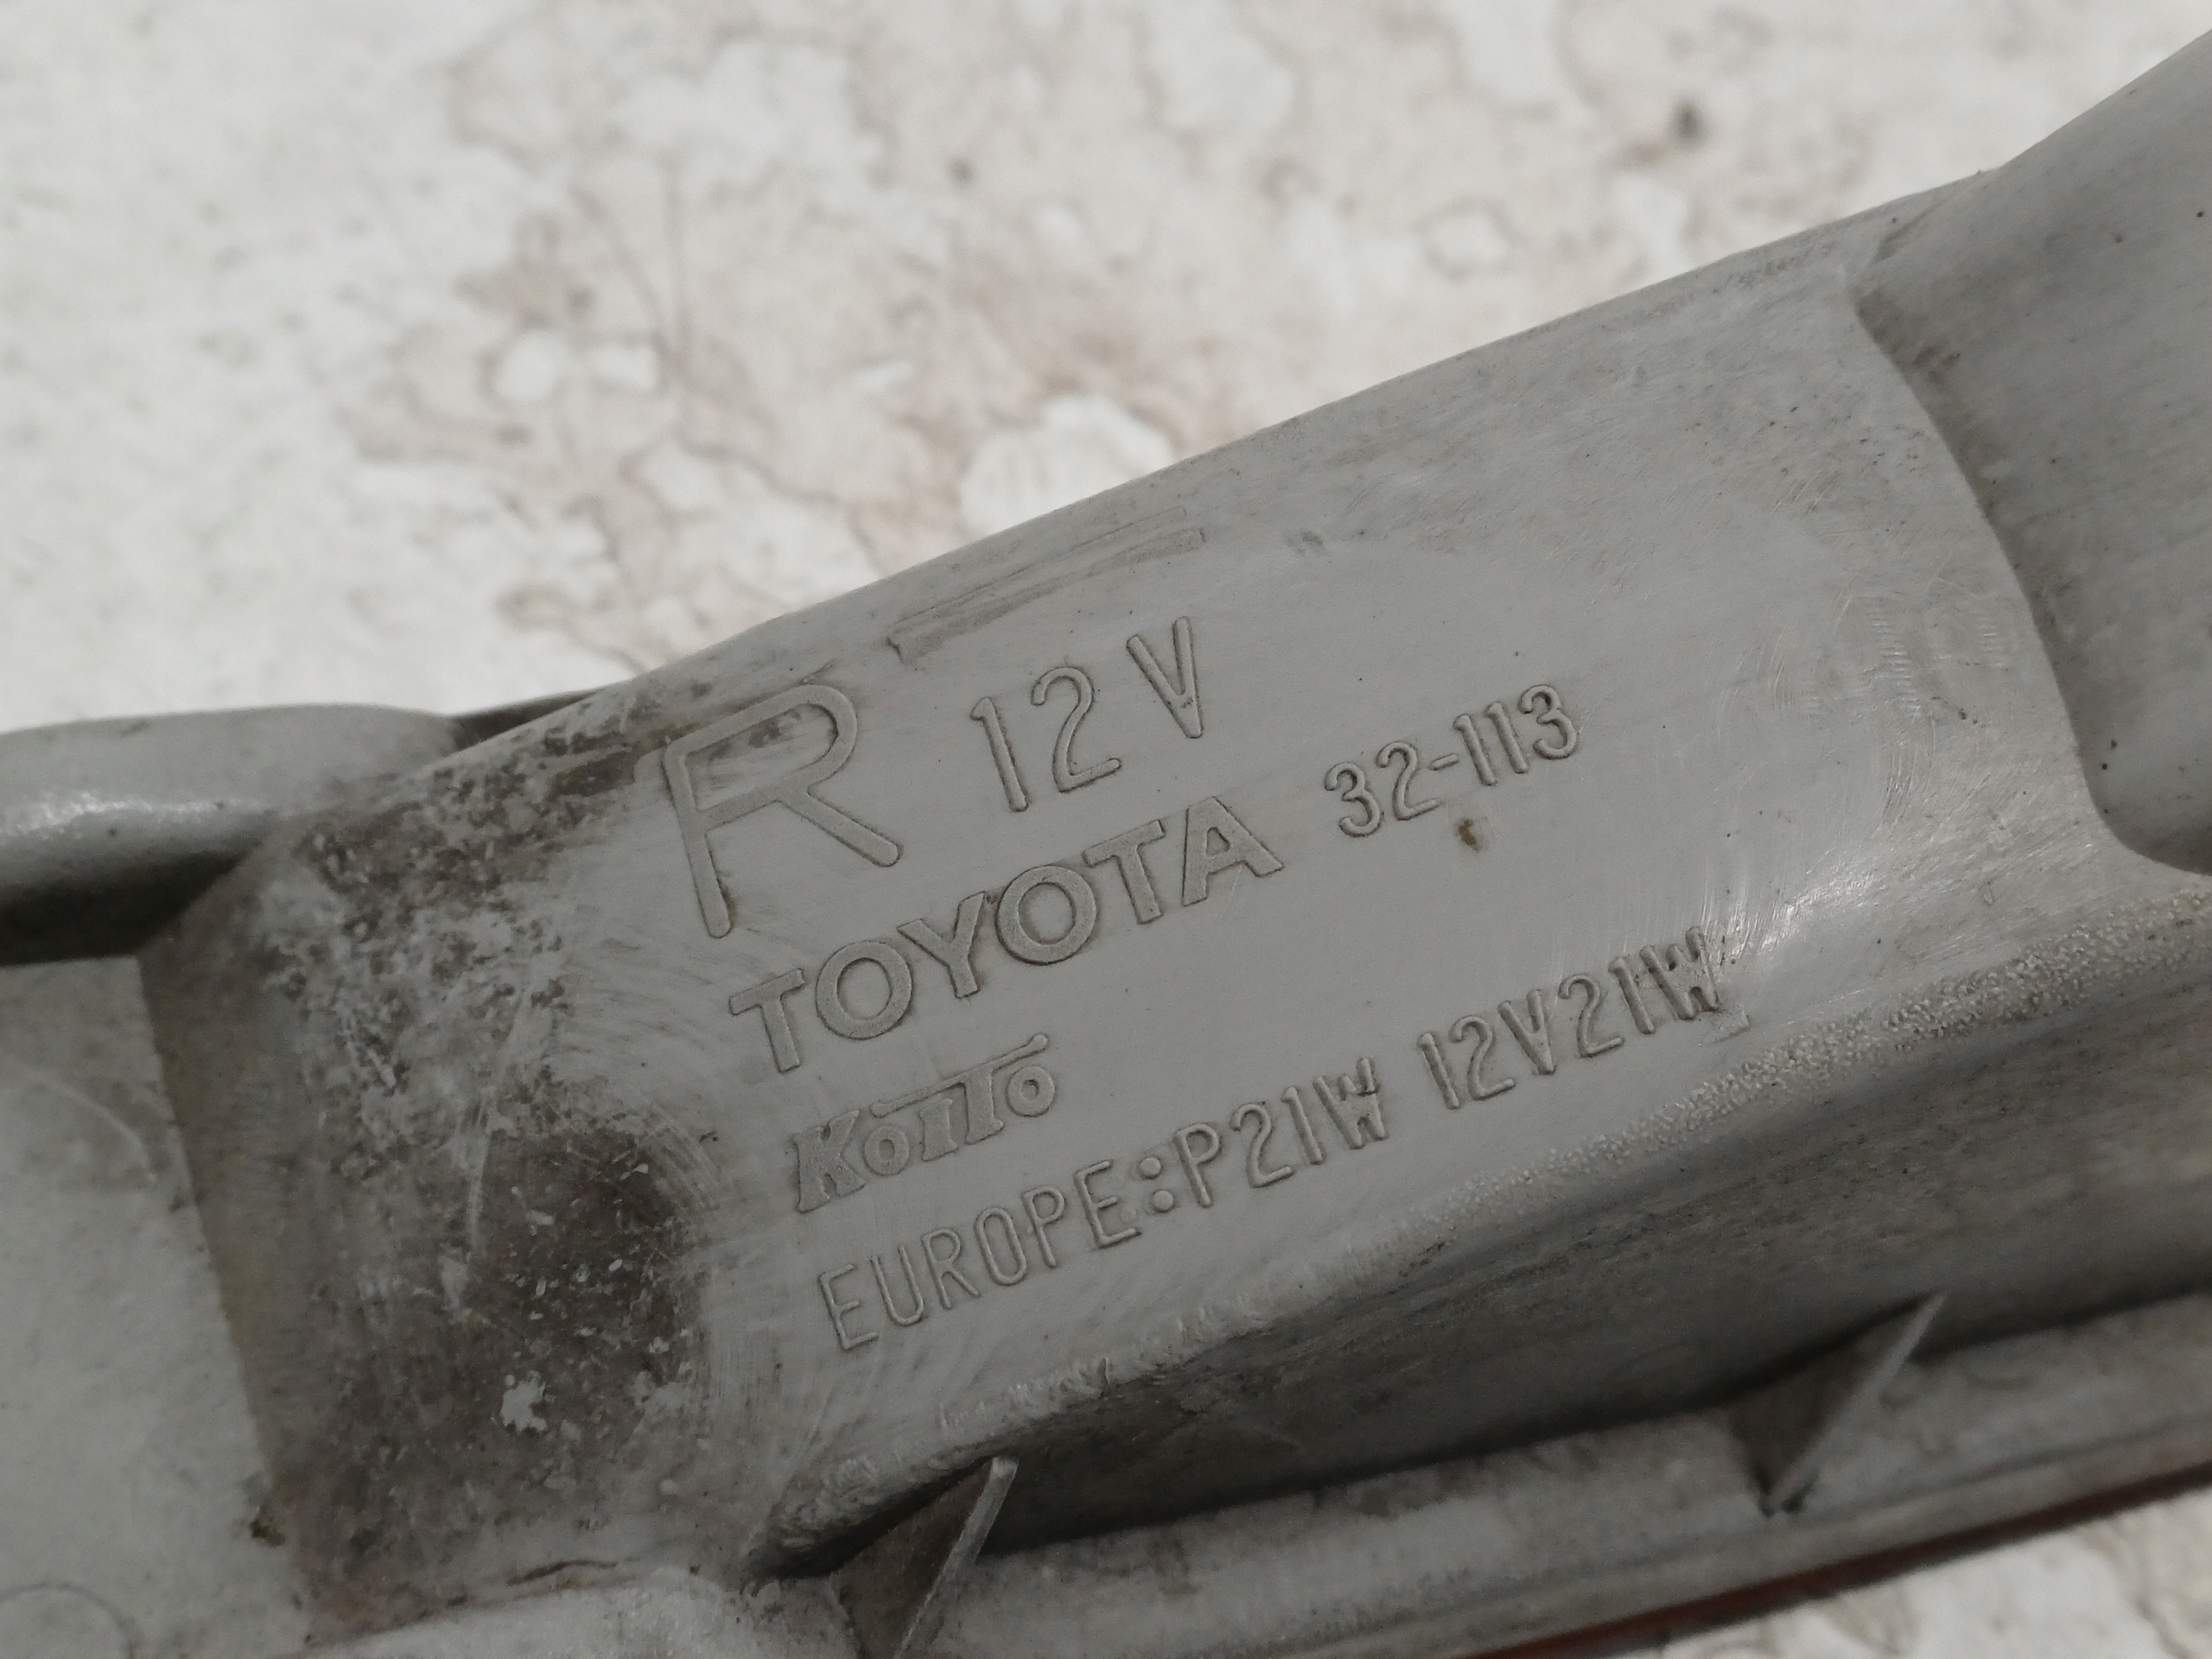 R 12V
TOYOTA 32-113
KOITO
EUROPE:P21W 12V21W